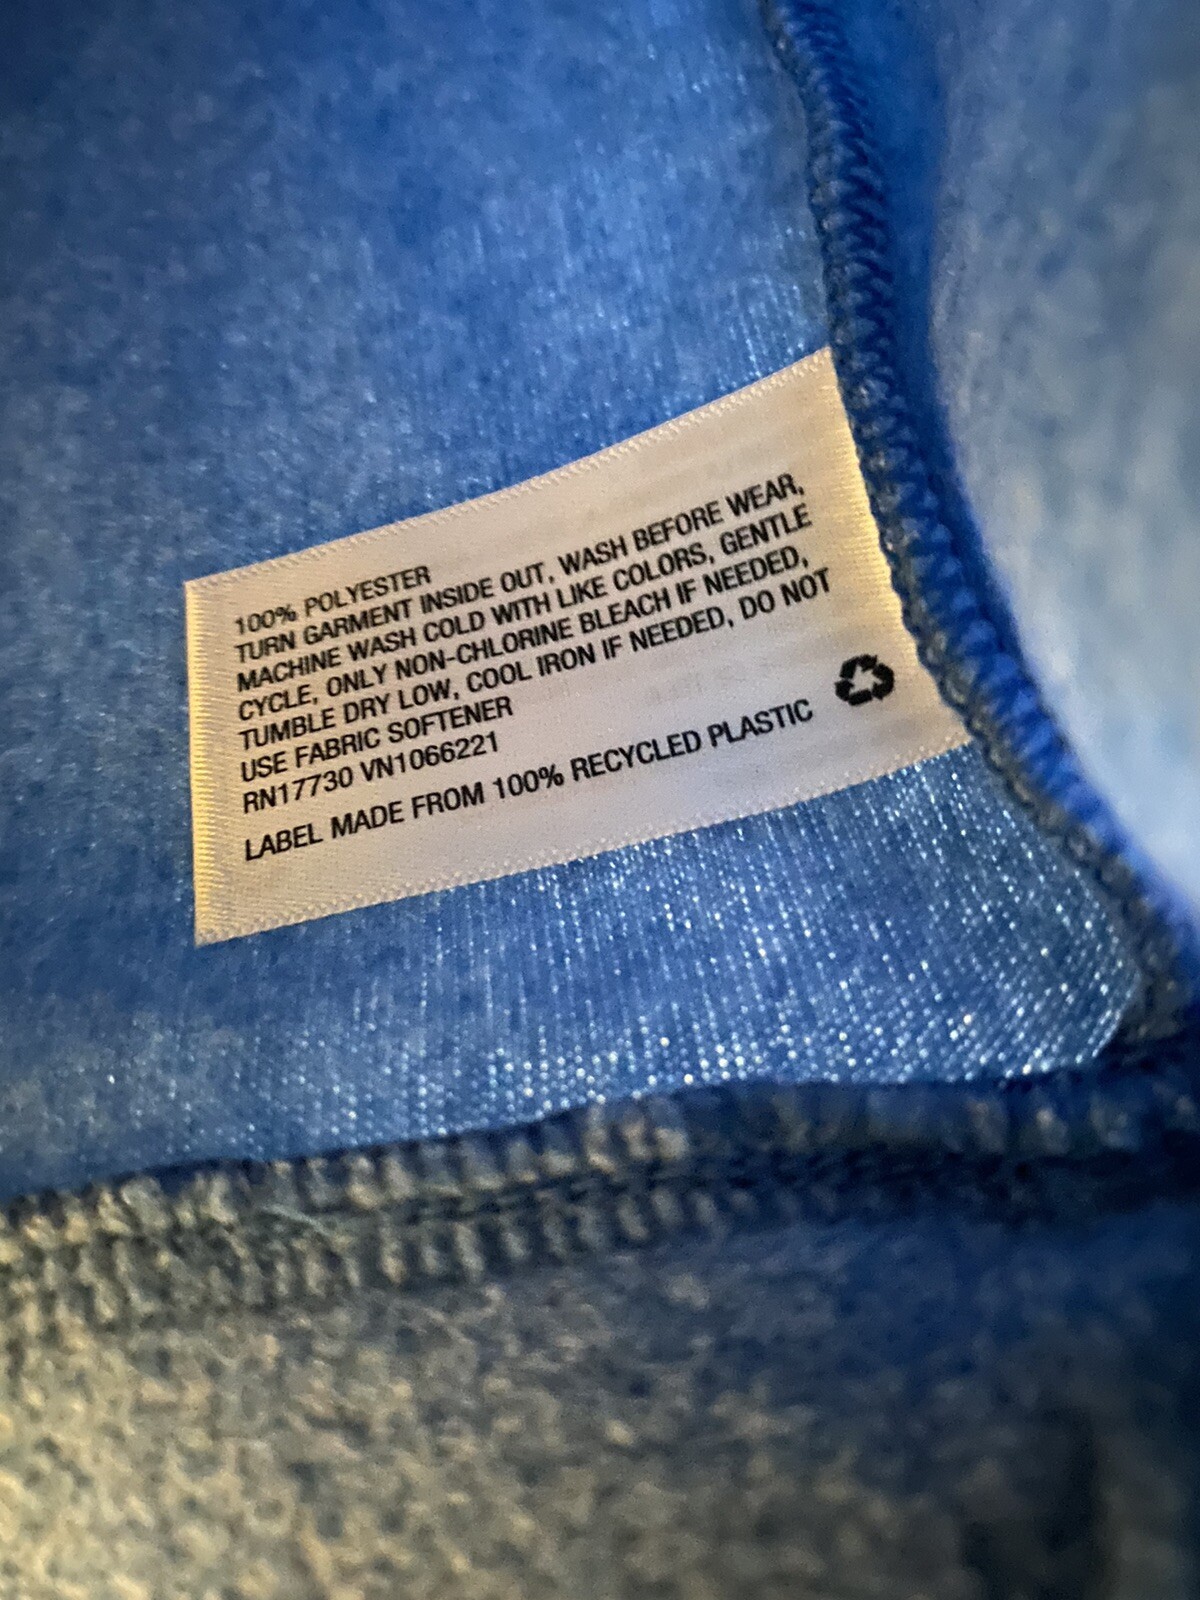 100% POLYESTER
TURN GARMENT INSIDE OUT, WASH BEFORE WEAR,
MACHINE WASH COLD WITH LIKE COLORS, GENTLE
CYCLE, ONLY NON-CHLORINE BLEACH IF NEEDED,
TUMBLE DRY LOW, COOL IRON IF NEEDED, DO NOT
USE FABRIC SOFTENER
RN17730 VN1066221
LABEL MADE FROM 100% RECYCLED PLASTIC